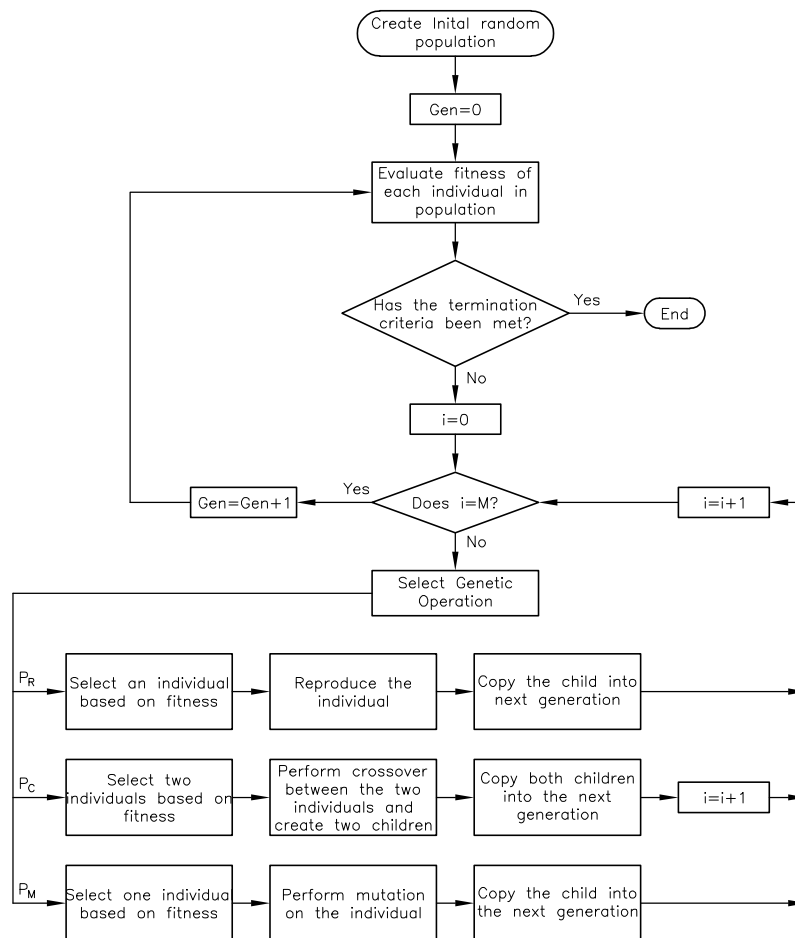 Create Inital random
population
Gen=0
Evaluate fitness of
each individual in
population
Has the termination
criteria been met?
Yes
End
No
i=0
Gen=Gen+1
Yes
Does i=M?
i=i+1
No
Select Genetic
Operation
PR
Select an individual
based on fitness
Reproduce the
individual
Copy the child into
next generation
PC
Select two
individuals based on
fitness
Perform crossover
between the two
individuals and
create two children
Copy both children
into the next
generation
i=i+1
PM
Select one individual
based on fitness
Perform mutation
on the individual
Copy the child into
the next generation